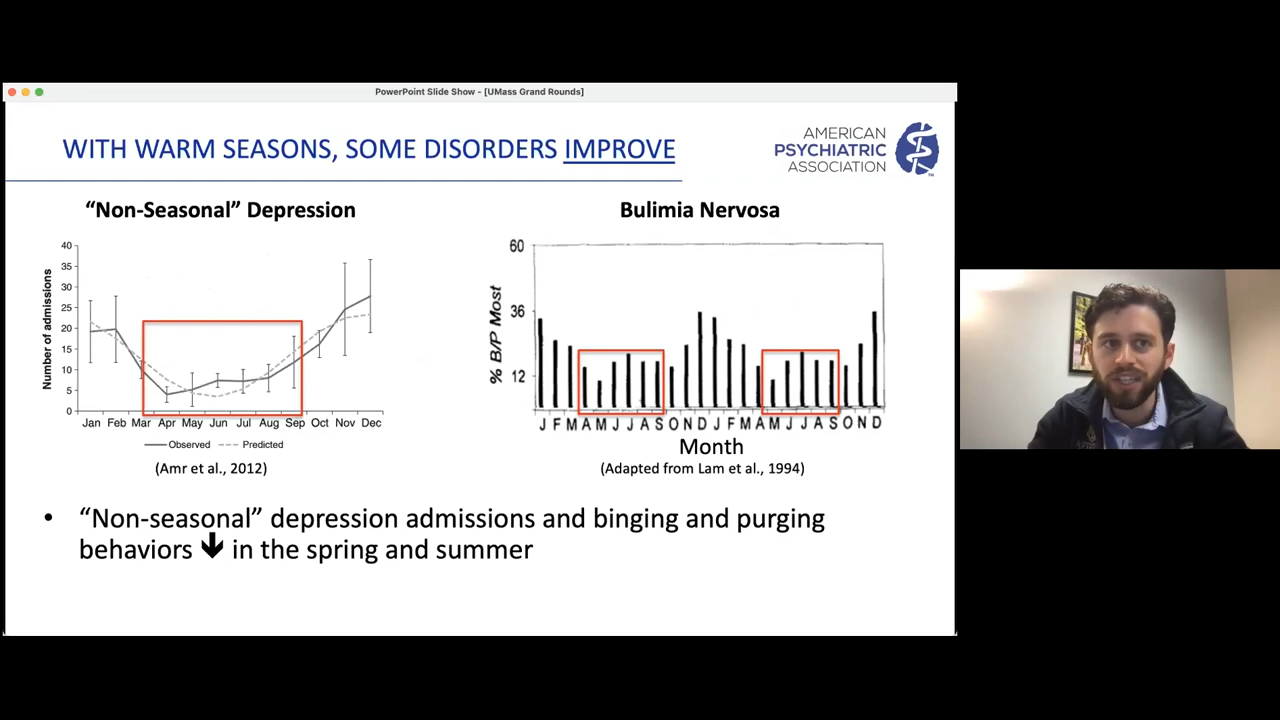 PowerPoint Slide Show - [UMass Grand Rounds]
WITH WARM SEASONS, SOME DISORDERS IMPROVE
AMERICAN
PSYCHIATRIC
ASSOCIATION
TM
“Non-Seasonal” Depression
Number of admissions
40
35
30
25
20
15
10
5
0
Jan Feb Mar Apr May Jun Jul Aug Sep Oct Nov Dec
Observed Predicted
(Amr et al., 2012)
Bulimia Nervosa
% B/P Most
60
36
12
J F M A M J J A S O N D J F M A M J J A S O N D
Month
(Adapted from Lam et al., 1994)
• “Non-seasonal” depression admissions and binging and purging
behaviors 🡻 in the spring and summer